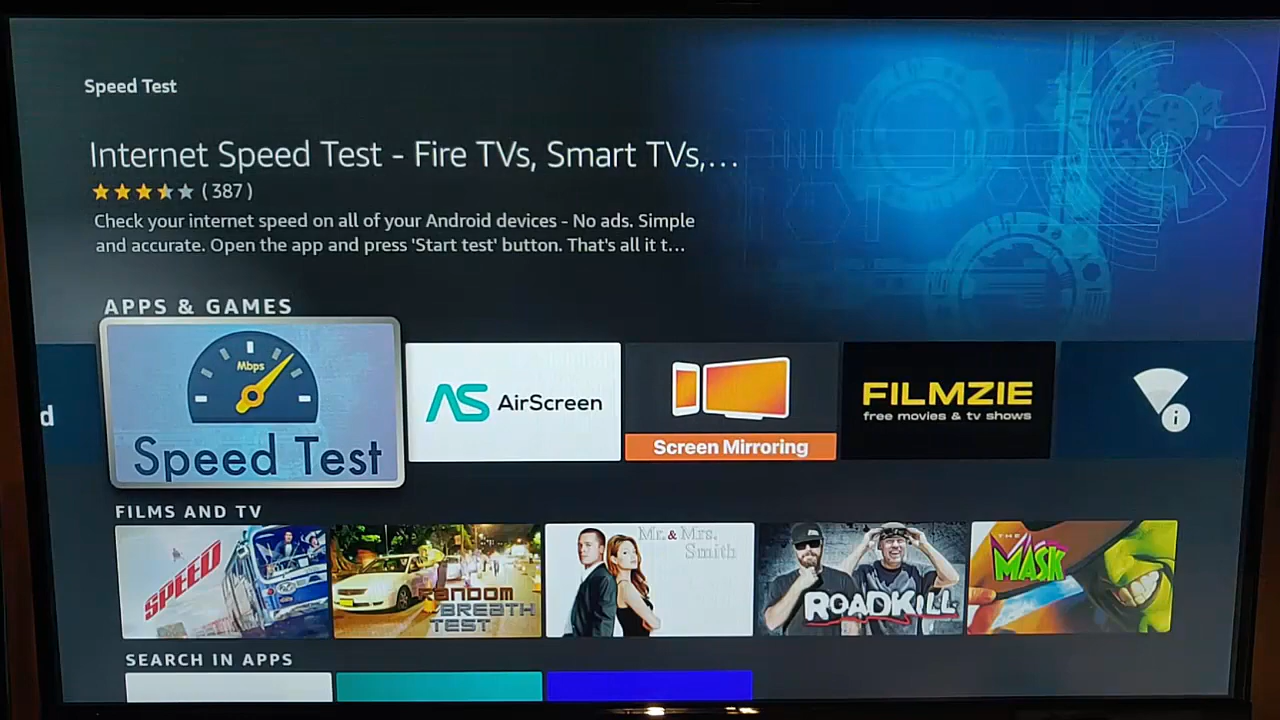 Speed Test
Internet Speed Test - Fire TVs, Smart TVs,...
(387)
Check your internet speed on all of your Android devices - No ads. Simple
and accurate. Open the app and press 'Start test' button. That's all it t...
APPS & GAMES
d
Mbps
Speed Test
AS AirScreen
Screen Mirroring
FILMZIE
free movies & tv shows
i
FILMS AND TV
SPEED
RANDOM
BREATH
TEST
Mr. & Mrs.
Smith
ROADKILL
THE
MASK
SEARCH IN APPS